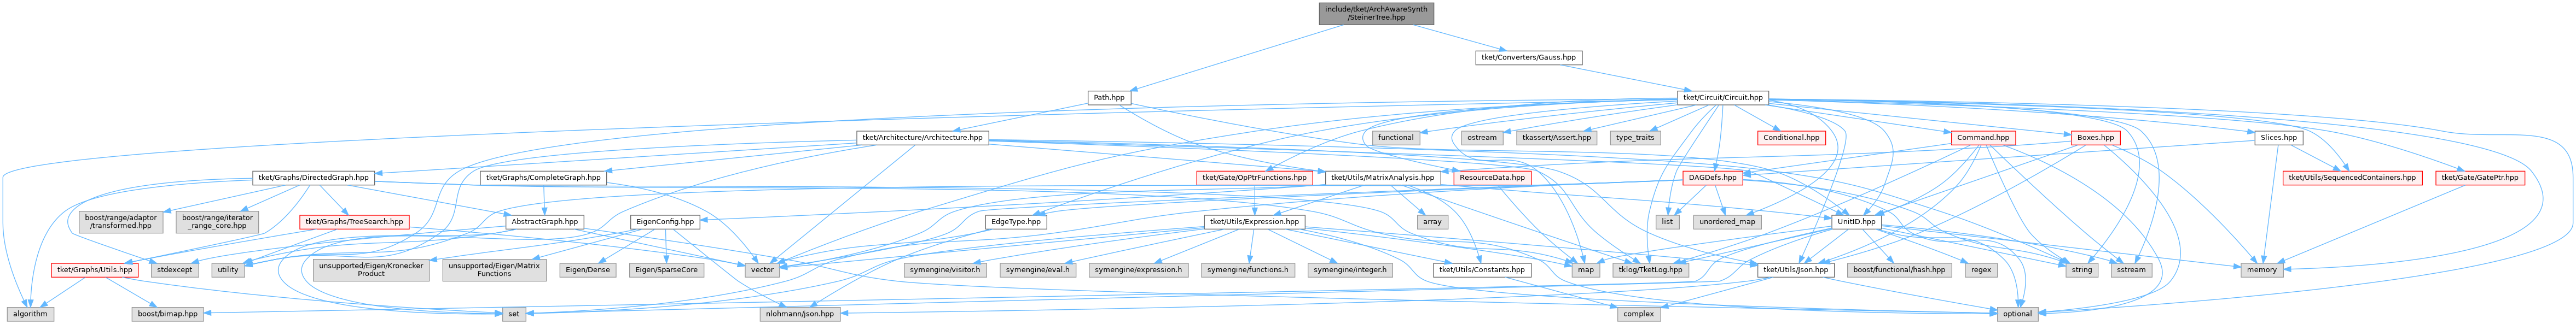 include/tket/ArchAwareSynth
/SteinerTree.hpp
tket/Converters/Gauss.hpp
Path.hpp
tket/Circuit/Circuit.hpp
tket/Architecture/Architecture.hpp
functional
ostream
tkassert/Assert.hpp
type_traits
Conditional.hpp
Command.hpp
Boxes.hpp
Slices.hpp
tket/Graphs/DirectedGraph.hpp
tket/Graphs/CompleteGraph.hpp
tket/Gate/OpPtrFunctions.hpp
tket/Utils/MatrixAnalysis.hpp
ResourceData.hpp
DAGDefs.hpp
tket/Utils/SequencedContainers.hpp
tket/Gate/GatePtr.hpp
boost/range/adaptor
/transformed.hpp
boost/range/iterator
_range_core.hpp
tket/Graphs/TreeSearch.hpp
AbstractGraph.hpp
EigenConfig.hpp
EdgeType.hpp
tket/Utils/Expression.hpp
array
list
unordered_map
UnitID.hpp
tket/Graphs/Utils.hpp
stdexcept
utility
unsupported/Eigen/Kronecker
Product
unsupported/Eigen/Matrix
Functions
Eigen/Dense
Eigen/SparseCore
vector
symengine/visitor.h
symengine/eval.h
symengine/expression.h
symengine/functions.h
symengine/integer.h
tket/Utils/Constants.hpp
map
tklog/TketLog.hpp
tket/Utils/Json.hpp
boost/functional/hash.hpp
regex
string
sstream
memory
algorithm
boost/bimap.hpp
set
nlohmann/json.hpp
complex
optional